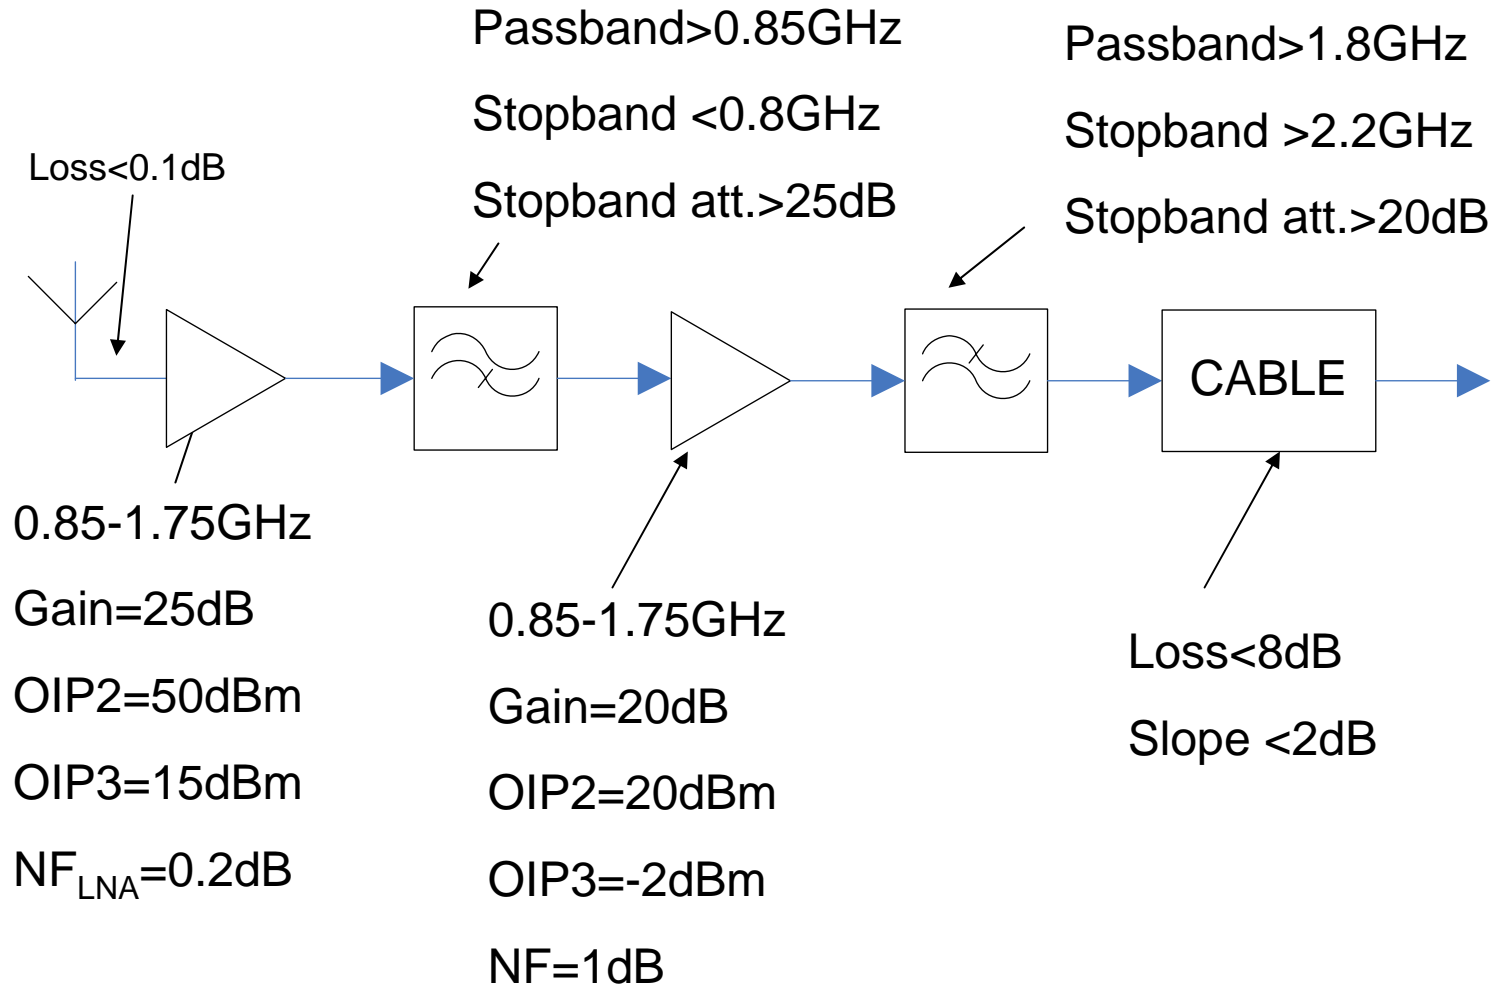 Passband>0.85GHz
Stopband <0.8GHz
Stopband att.>25dB
Passband>1.8GHz
Stopband >2.2GHz
Stopband att.>20dB
Loss<0.1dB
CABLE
0.85-1.75GHz
Gain=25dB
OIP2=50dBm
OIP3=15dBm
NFLNA=0.2dB
0.85-1.75GHz
Gain=20dB
OIP2=20dBm
OIP3=-2dBm
NF=1dB
Loss<8dB
Slope <2dB